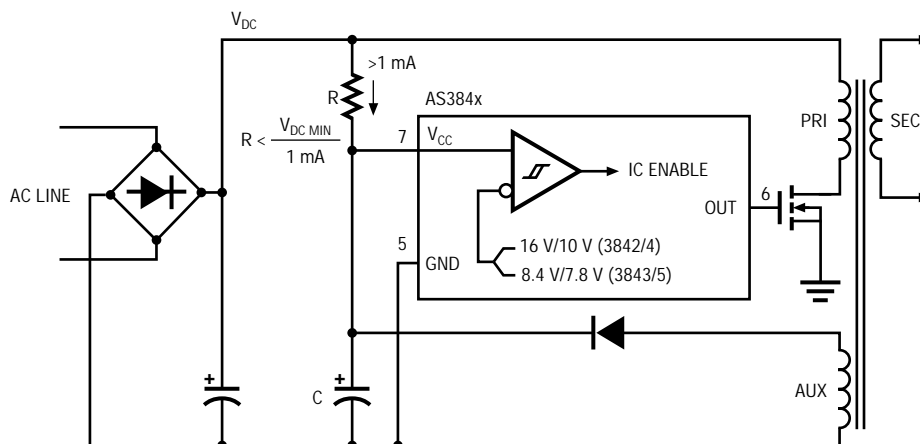 V_DC
>1 mA
R
AS384x
R < V_DC MIN / 1 mA
7
V_CC
PRI
SEC
IC ENABLE
AC LINE
6
OUT
5
GND
16 V/10 V (3842/4)
8.4 V/7.8 V (3843/5)
+
+
C
AUX